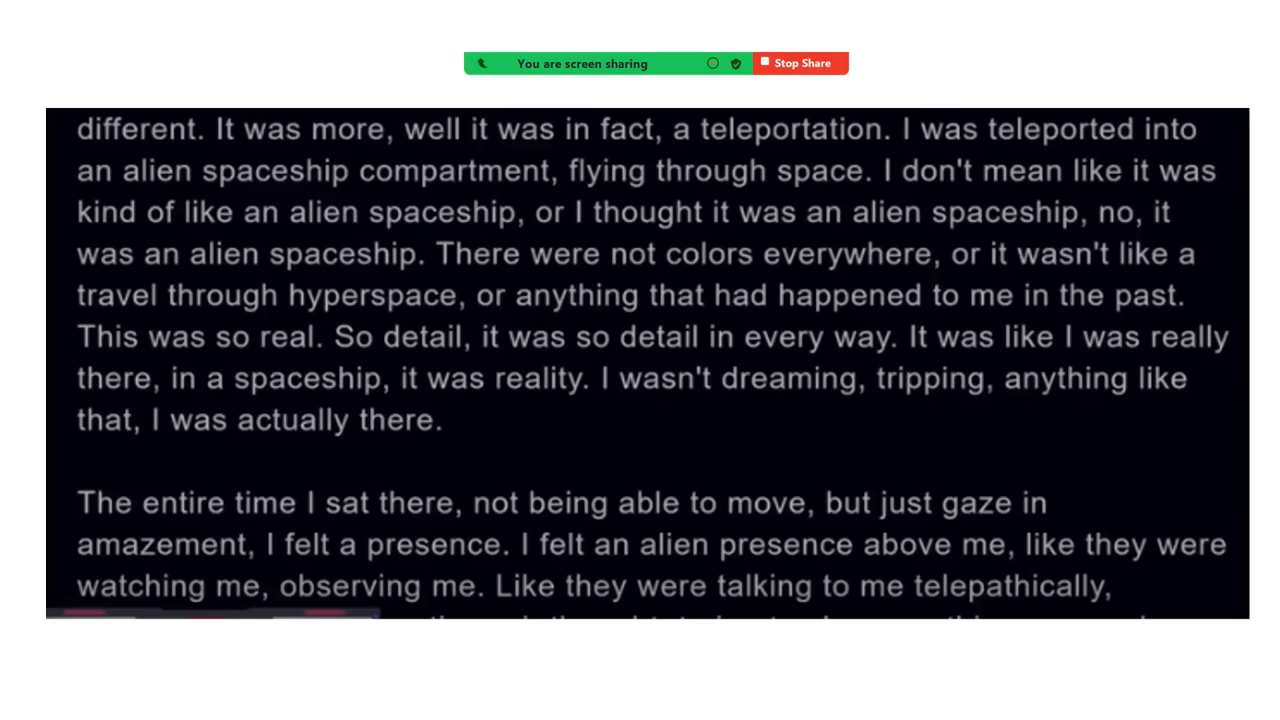 You are screen sharing
Stop Share
different. It was more, well it was in fact, a teleportation. I was teleported into
an alien spaceship compartment, flying through space. I don't mean like it was
kind of like an alien spaceship, or I thought it was an alien spaceship, no, it
was an alien spaceship. There were not colors everywhere, or it wasn't like a
travel through hyperspace, or anything that had happened to me in the past.
This was so real. So detail, it was so detail in every way. It was like I was really
there, in a spaceship, it was reality. I wasn't dreaming, tripping, anything like
that, I was actually there.
The entire time I sat there, not being able to move, but just gaze in
amazement, I felt a presence. I felt an alien presence above me, like they were
watching me, observing me. Like they were talking to me telepathically,